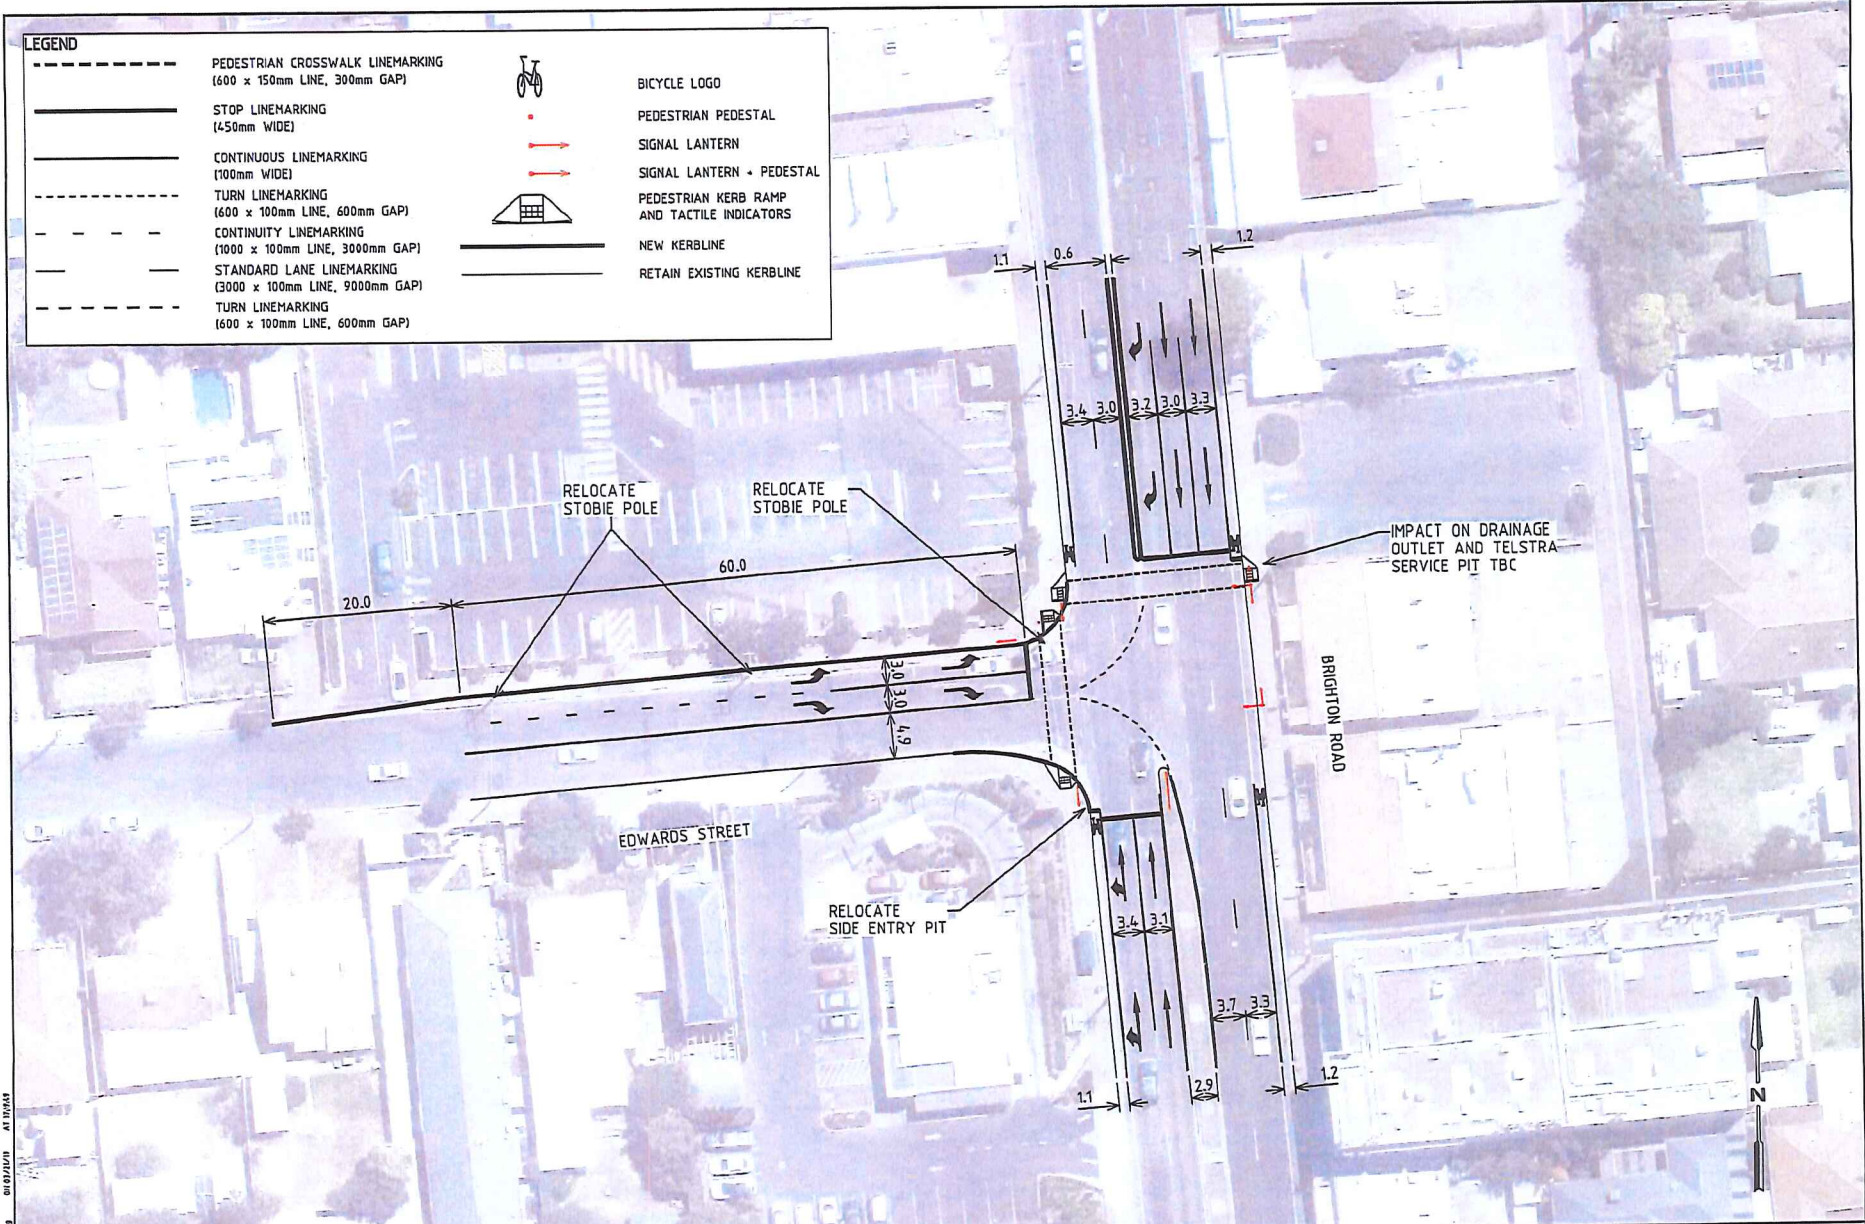 LEGEND
PEDESTRIAN CROSSWALK LINEMARKING
(600 x 150mm LINE, 300mm GAP)
STOP LINEMARKING
(450mm WIDE)
CONTINUOUS LINEMARKING
(100mm WIDE)
TURN LINEMARKING
(600 x 100mm LINE, 600mm GAP)
CONTINUITY LINEMARKING
(1000 x 100mm LINE, 3000mm GAP)
STANDARD LANE LINEMARKING
(3000 x 100mm LINE, 9000mm GAP)
TURN LINEMARKING
(600 x 100mm LINE, 600mm GAP)
BICYCLE LOGO
PEDESTRIAN PEDESTAL
SIGNAL LANTERN
SIGNAL LANTERN + PEDESTAL
PEDESTRIAN KERB RAMP
AND TACTILE INDICATORS
NEW KERBLINE
RETAIN EXISTING KERBLINE
1.1
0.6
1.2
3.4
3.0
3.2
3.0
3.3
RELOCATE
STOBIE POLE
RELOCATE
STOBIE POLE
IMPACT ON DRAINAGE
OUTLET AND TELSTRA
SERVICE PIT TBC
60.0
20.0
3.0
3.0
4.9
BRIGHTON ROAD
EDWARDS STREET
RELOCATE
SIDE ENTRY PIT
3.4
3.1
3.7
3.3
1.1
2.9
1.2
N